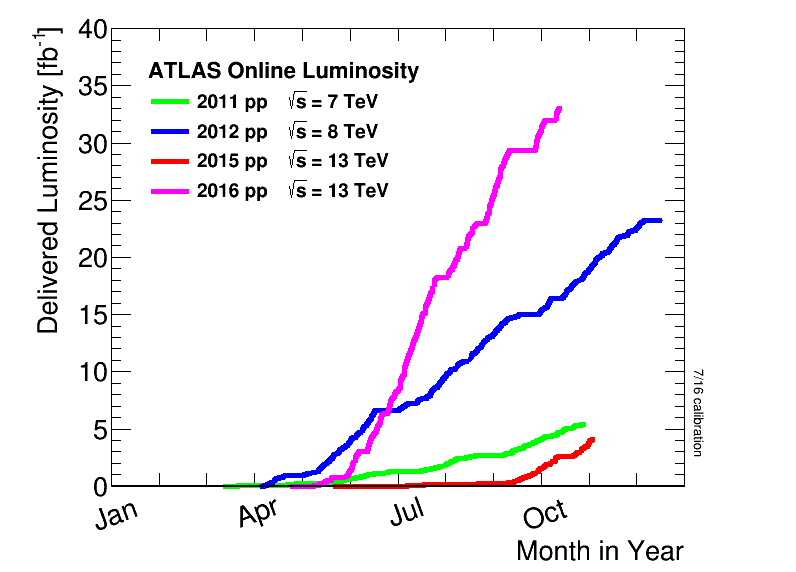 ATLAS Online Luminosity
2011 pp √s = 7 TeV
2012 pp √s = 8 TeV
2015 pp √s = 13 TeV
2016 pp √s = 13 TeV
Delivered Luminosity [fb⁻¹]
40
35
30
25
20
15
10
5
0
Jan Apr Jul Oct
Month in Year
7/16 calibration